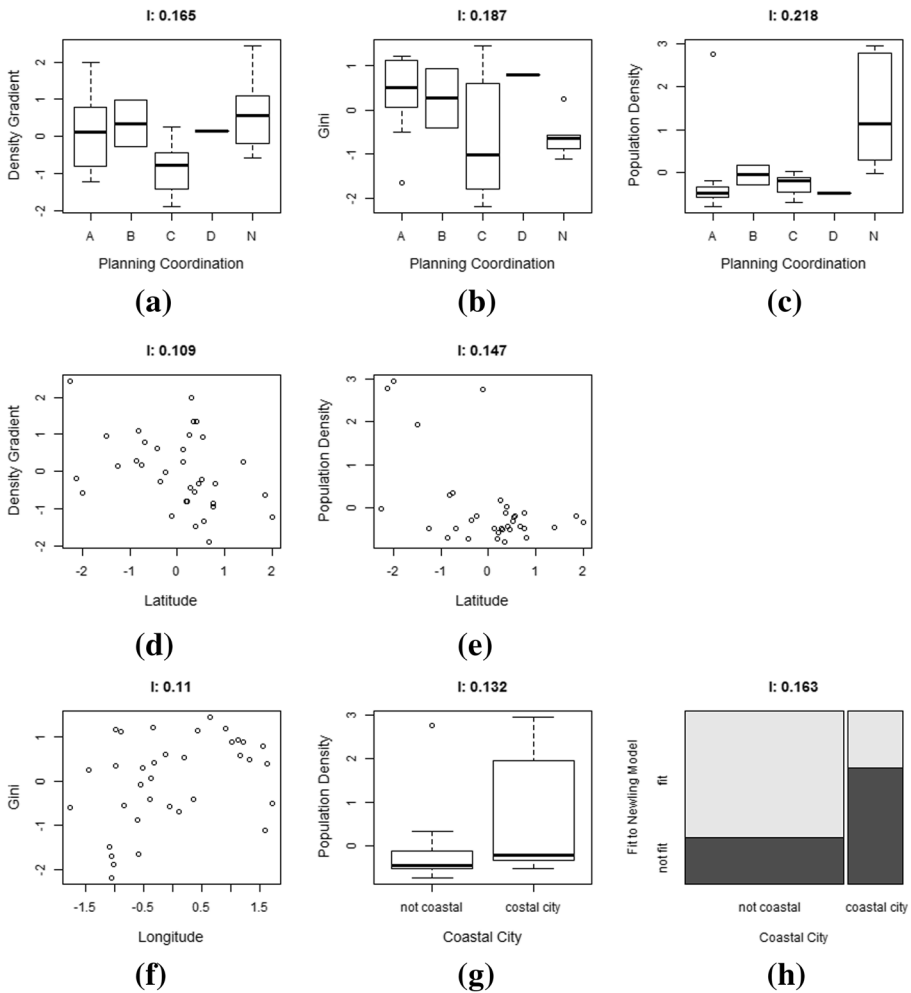 I: 0.165
Density Gradient
2
1
0
-1
-2
A B C D N
Planning Coordination
(a)
I: 0.187
Gini
1
0
-1
-2
A B C D N
Planning Coordination
(b)
I: 0.218
Population Density
3
2
1
0
A B C D N
Planning Coordination
(c)
I: 0.109
Density Gradient
2
1
0
-1
-2
-2 -1 0 1 2
Latitude
(d)
I: 0.147
Population Density
3
2
1
0
-2 -1 0 1 2
Latitude
(e)
I: 0.11
Gini
1
0
-1
-2
-1.5 -0.5 0.5 1.5
Longitude
(f)
I: 0.132
Population Density
3
2
1
0
not coastal costal city
Coastal City
(g)
I: 0.163
Fit to Newling Model
fit
not fit
not coastal coastal city
Coastal City
(h)